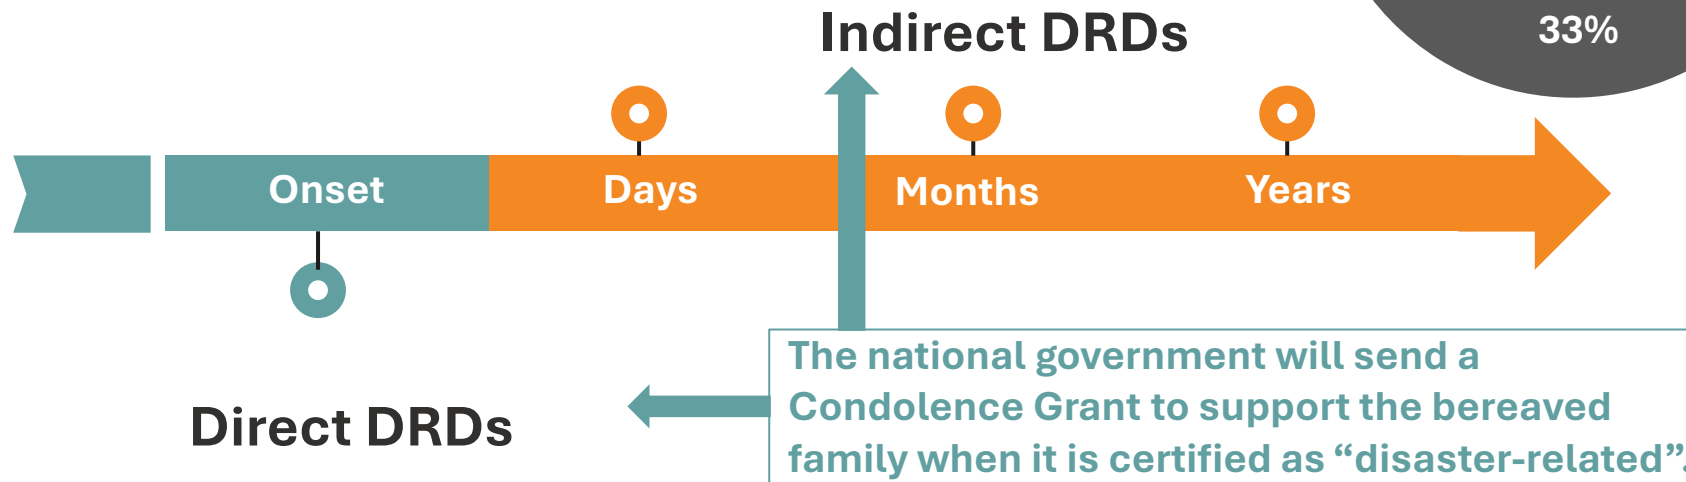 Indirect DRDs
33%
Onset
Days
Months
Years
The national government will send a
Condolence Grant to support the bereaved
family when it is certified as “disaster-related”.
Direct DRDs